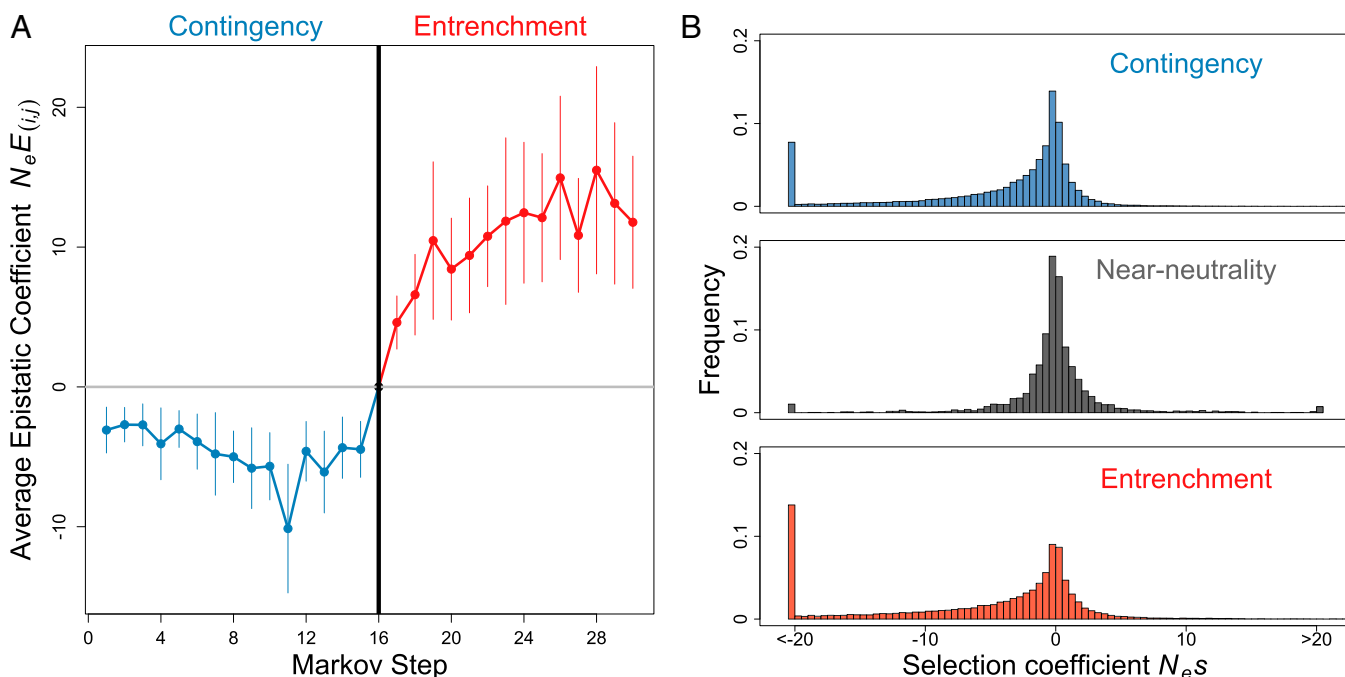 A
Contingency Entrenchment
Average Epistatic Coefficient NeE(i,j)
20
10
0
-10
0 4 8 12 16 20 24 28
Markov Step
B
Frequency
0.2
0.1
0
Contingency
0.2
0.1
0
Near-neutrality
0.2
0.1
0
Entrenchment
<-20 -10 0 10 >20
Selection coefficient Nes